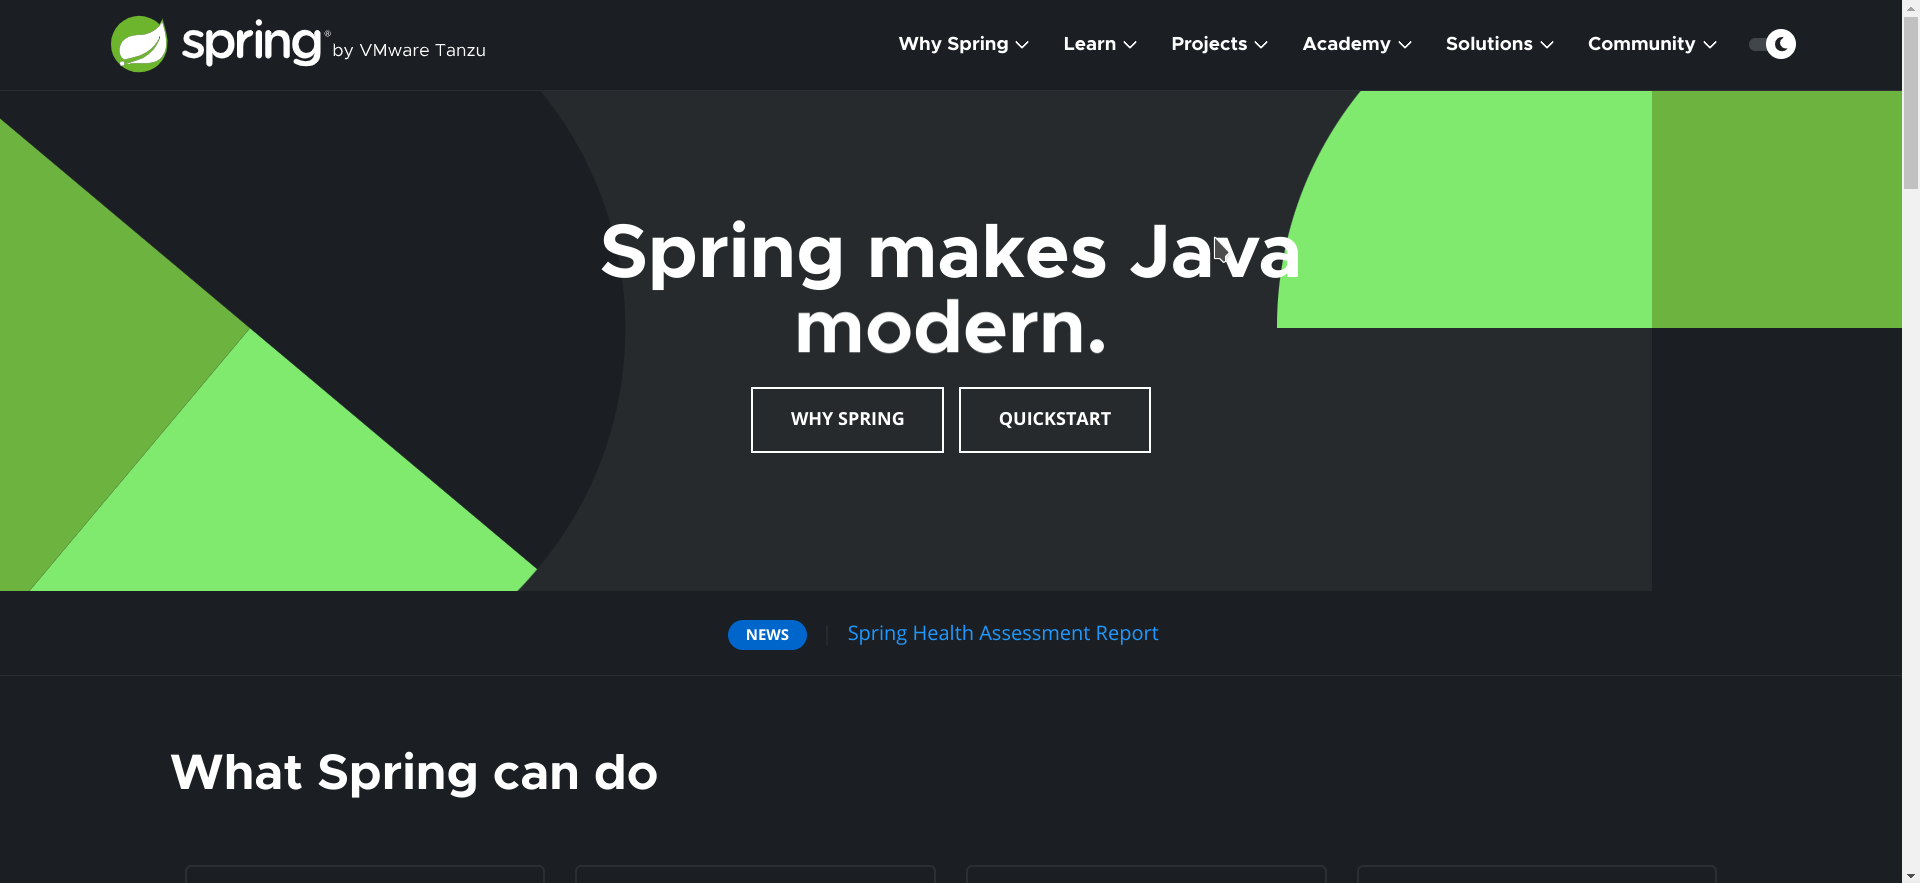 spring® by VMware Tanzu
Why Spring Learn Projects Academy Solutions Community
Spring makes Java
modern.
WHY SPRING QUICKSTART
NEWS Spring Health Assessment Report
What Spring can do